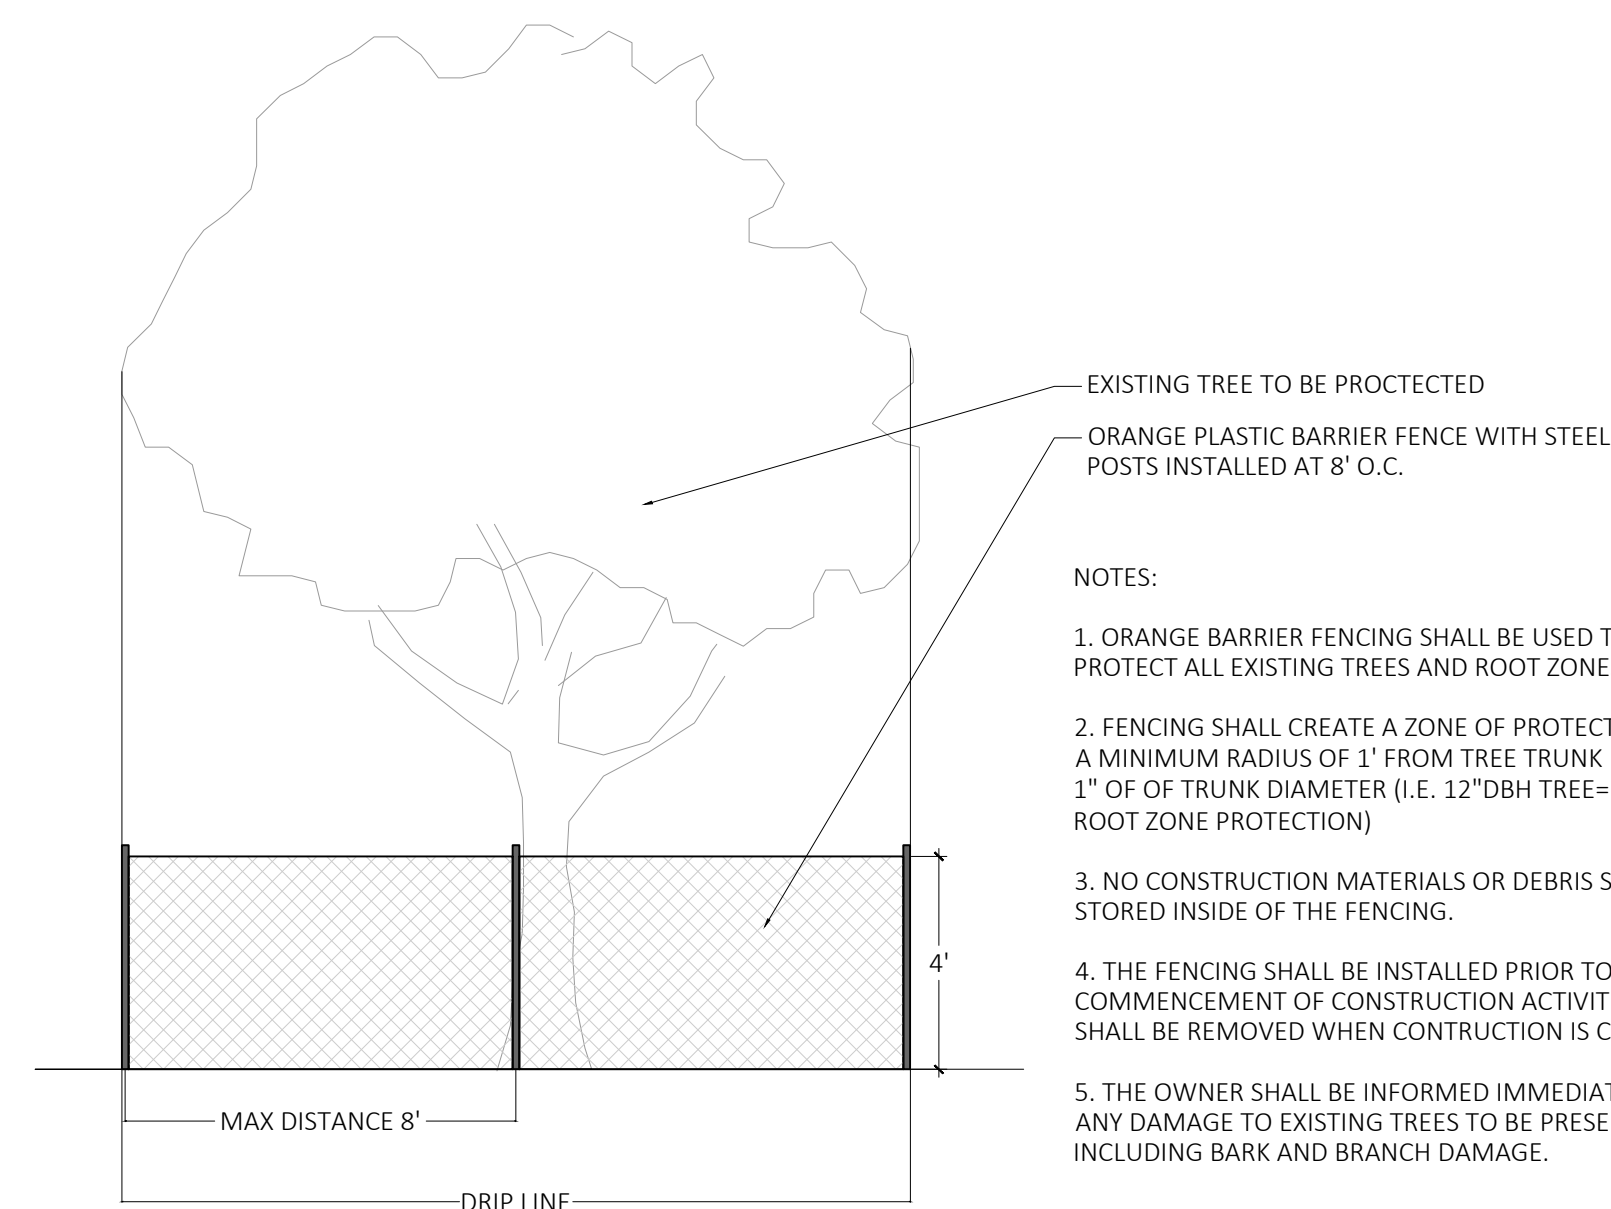 EXISTING TREE TO BE PROCTECTED
ORANGE PLASTIC BARRIER FENCE WITH STEEL
POSTS INSTALLED AT 8' O.C.
NOTES:
1. ORANGE BARRIER FENCING SHALL BE USED
PROTECT ALL EXISTING TREES AND ROOT ZONE
2. FENCING SHALL CREATE A ZONE OF PROTECT
A MINIMUM RADIUS OF 1' FROM TREE TRUNK
1" OF OF TRUNK DIAMETER (I.E. 12"DBH TREE=
ROOT ZONE PROTECTION)
3. NO CONSTRUCTION MATERIALS OR DEBRIS S
STORED INSIDE OF THE FENCING.
4. THE FENCING SHALL BE INSTALLED PRIOR TO
COMMENCEMENT OF CONSTRUCTION ACTIVIT
SHALL BE REMOVED WHEN CONTRUCTION IS C
5. THE OWNER SHALL BE INFORMED IMMEDIAT
ANY DAMAGE TO EXISTING TREES TO BE PRESE
INCLUDING BARK AND BRANCH DAMAGE.
4'
MAX DISTANCE 8'
DRIP LINE